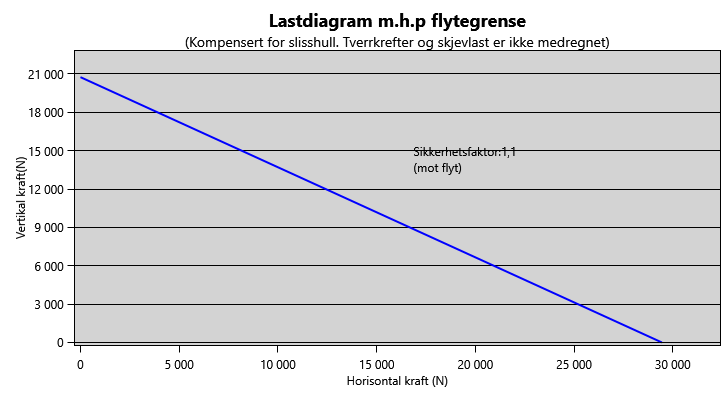 Lastdiagram m.h.p flytegrense
(Kompensert for slisshull. Tverrkrefter og skjevlast er ikke medregnet)
Vertikal kraft(N)
21 000
18 000
15 000
12 000
9 000
6 000
3 000
0
Sikkerhetsfaktor:1,1
(mot flyt)
0 5 000 10 000 15 000 20 000 25 000 30 000
Horisontal kraft (N)